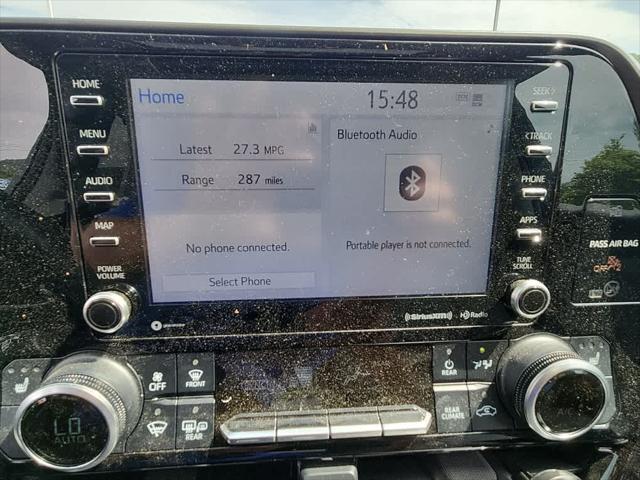 HOME
MENU
AUDIO
MAP
POWER
VOLUME
Home
15:48
Latest 27.3 MPG
Range 287 miles
No phone connected.
Select Phone
Bluetooth Audio
Portable player is not connected.
SEEK >
< TRACK
PHONE
APPS
TUNE
SCROLL
SiriusXM
HD Radio
PASS AIR BAG
OFF
LO
AUTO
OFF
FRONT
REAR
REAR
REAR
CLIMATE
A/C